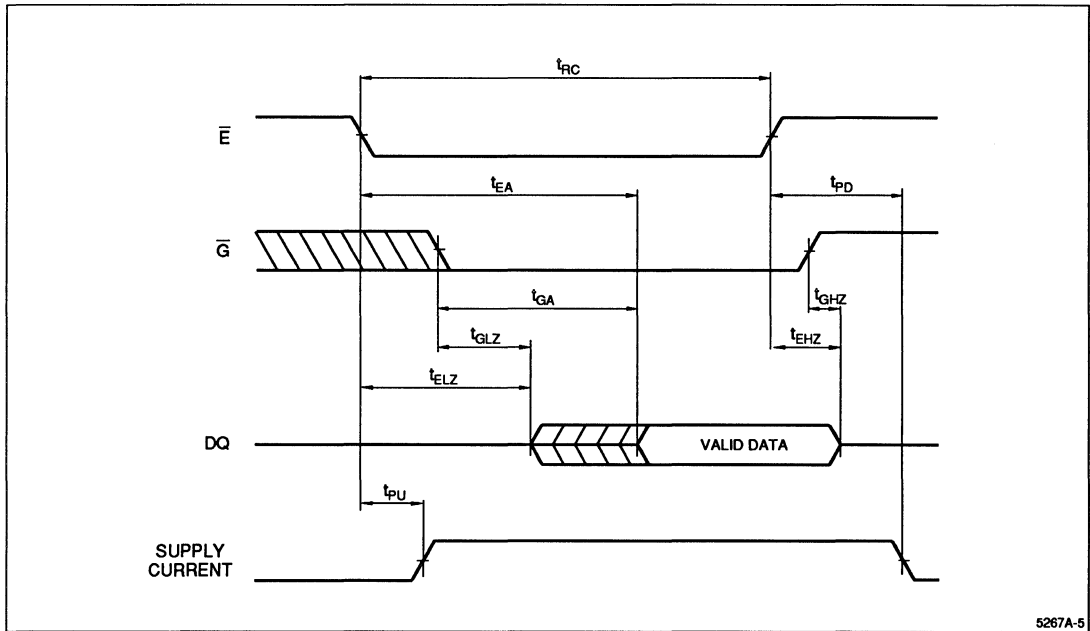 tRC
E̅
tEA
tPD
G̅
tGA
tGHZ
tGLZ
tEHZ
tELZ
DQ
VALID DATA
tPU
SUPPLY
CURRENT
5267A-5